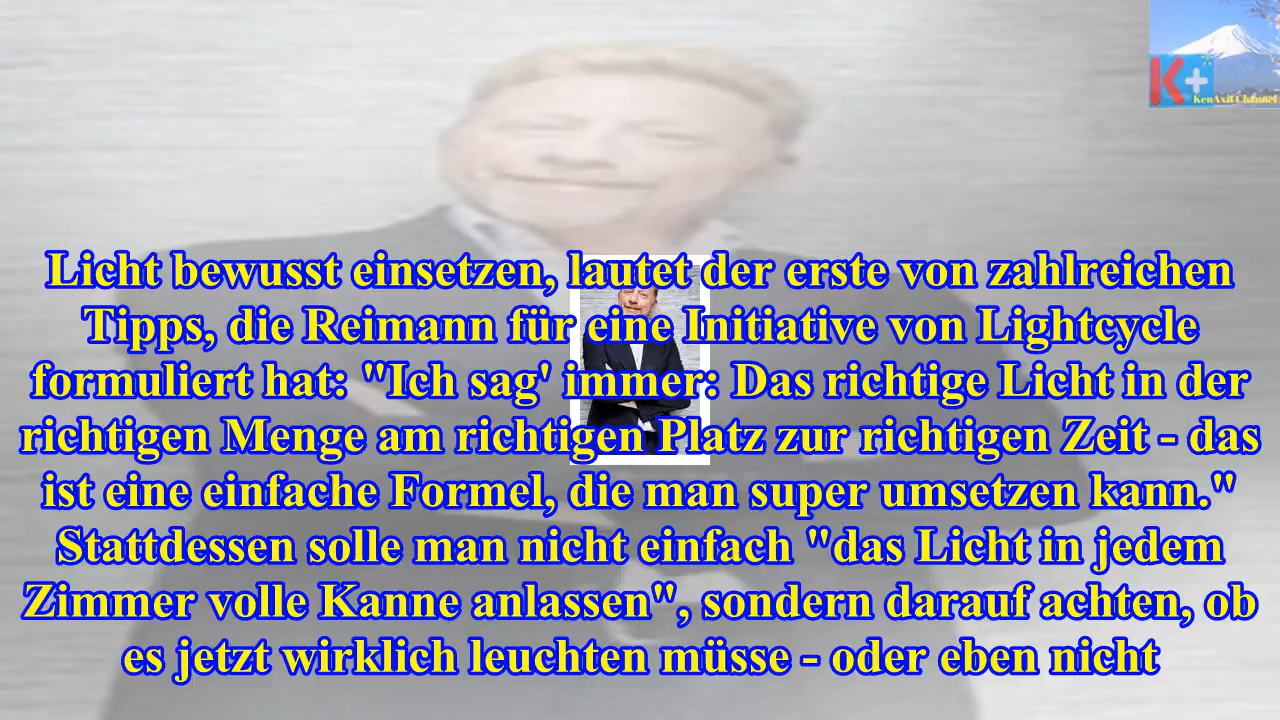 K+
KenAxit Channel
Licht bewusst einsetzen, lautet der erste von zahlreichen
Tipps, die Reimann für eine Initiative von Lightcycle
formuliert hat: "Ich sag' immer: Das richtige Licht in der
richtigen Menge am richtigen Platz zur richtigen Zeit - das
ist eine einfache Formel, die man super umsetzen kann."
Stattdessen solle man nicht einfach "das Licht in jedem
Zimmer volle Kanne anlassen", sondern darauf achten, ob
es jetzt wirklich leuchten müsse - oder eben nicht